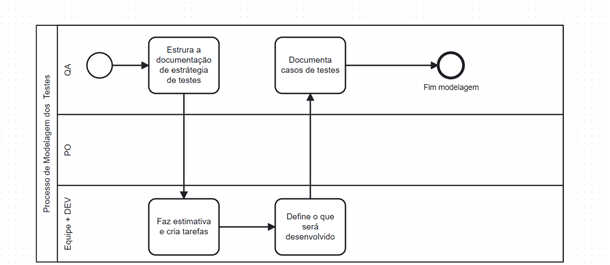 Processo de Modelagem dos Testes
QA
Estrura a
documentação
de estrátegia
de testes
Documenta
casos de testes
Fim modelagem
PO
Equipe + DEV
Faz estimativa
e cria tarefas
Define o que
será
desenvolvido